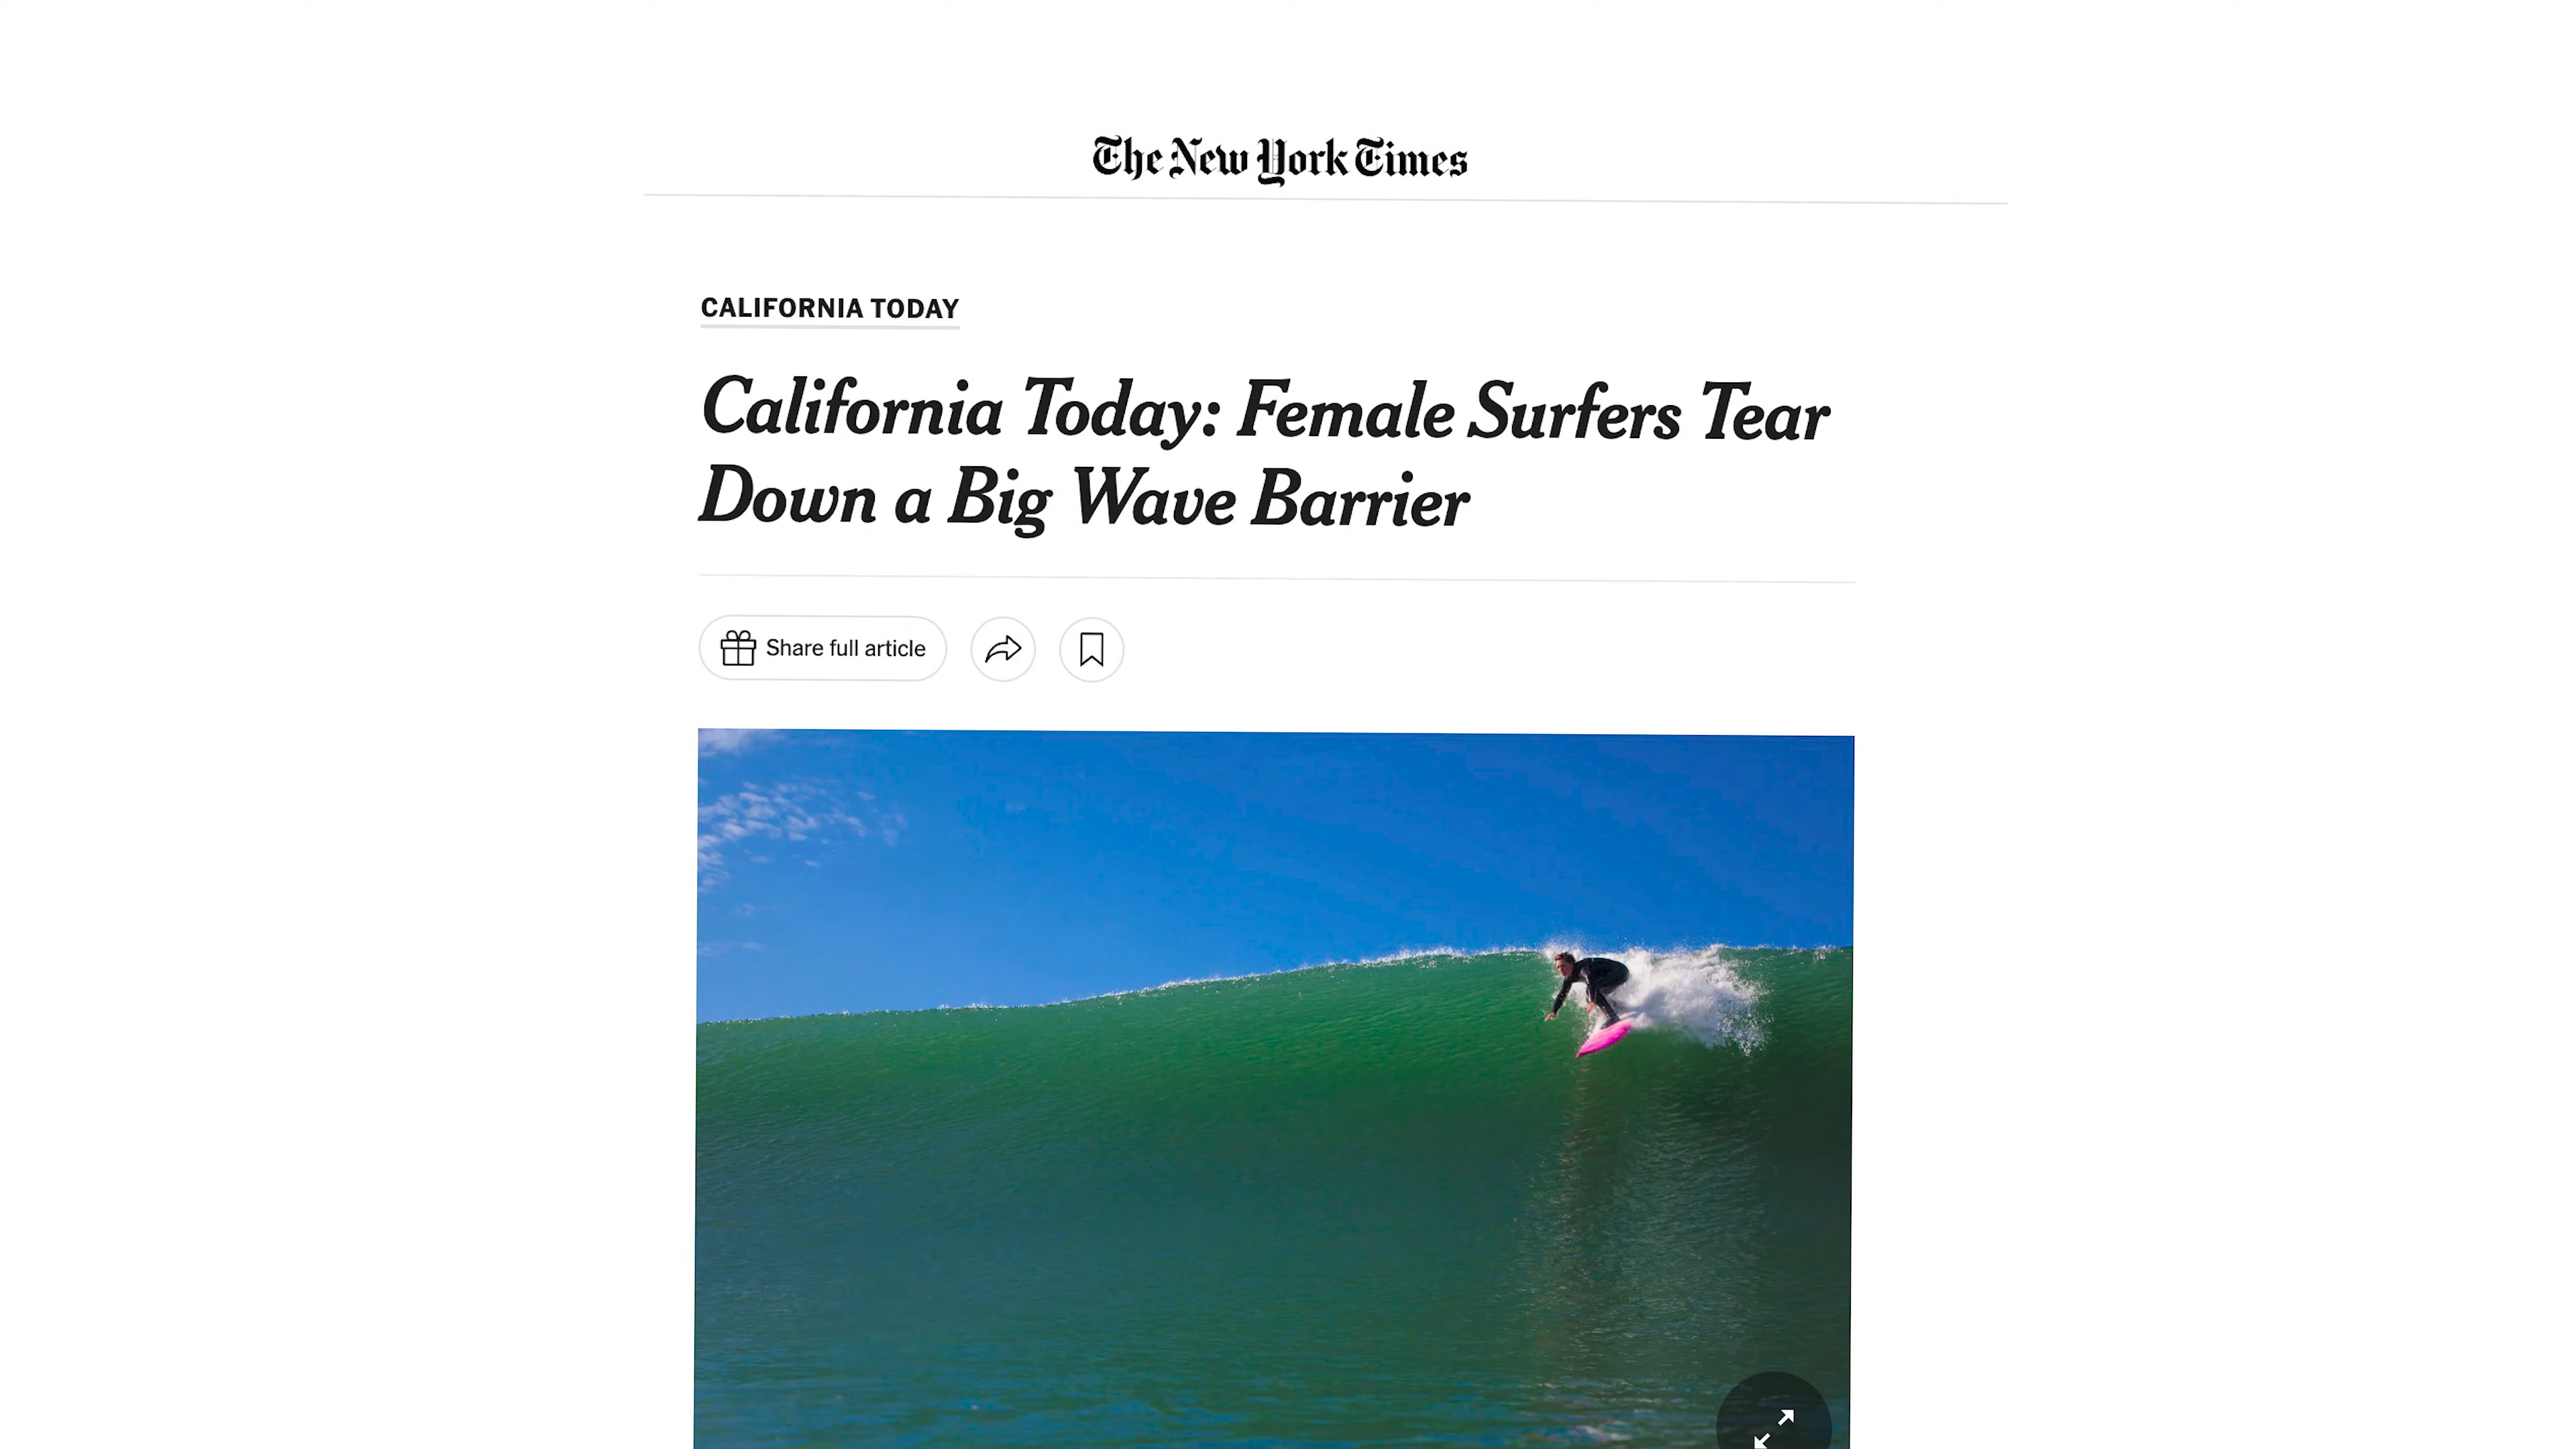 The New York Times
CALIFORNIA TODAY
California Today: Female Surfers Tear
Down a Big Wave Barrier
Share full article